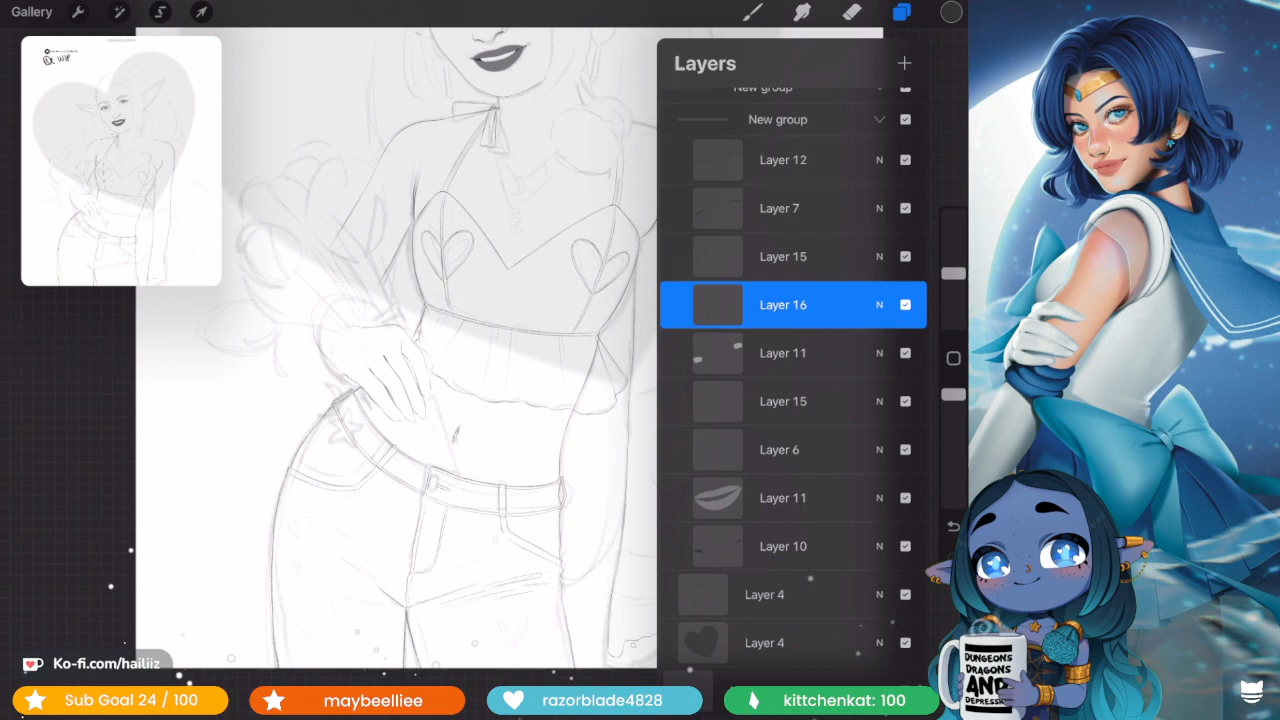 Gallery
WIP
Layers
New group
New group
Layer 12 N
Layer 7 N
Layer 15 N
Layer 16 N
Layer 11 N
Layer 15 N
Layer 6 N
Layer 11 N
Layer 10 N
Layer 4 N
Layer 4 N
DUNGEONS
DRAGONS
AND
DEPRESSION
Ko-fi.com/hailiiz
Sub Goal 24 / 100
maybeelliee
razorblade4828
kittchenkat: 100